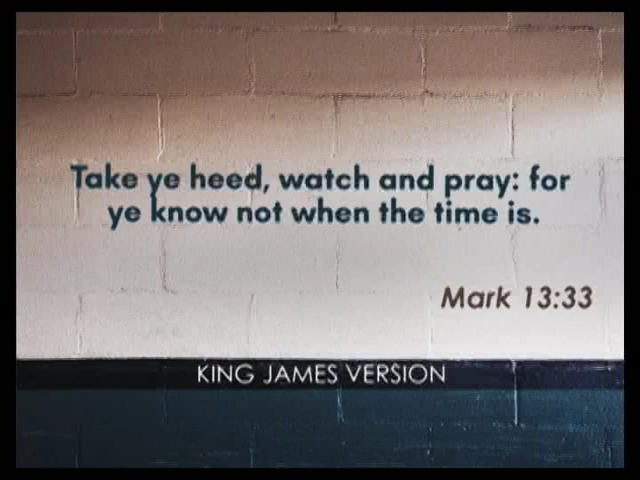 Take ye heed, watch and pray: for
ye know not when the time is.
Mark 13:33
KING JAMES VERSION